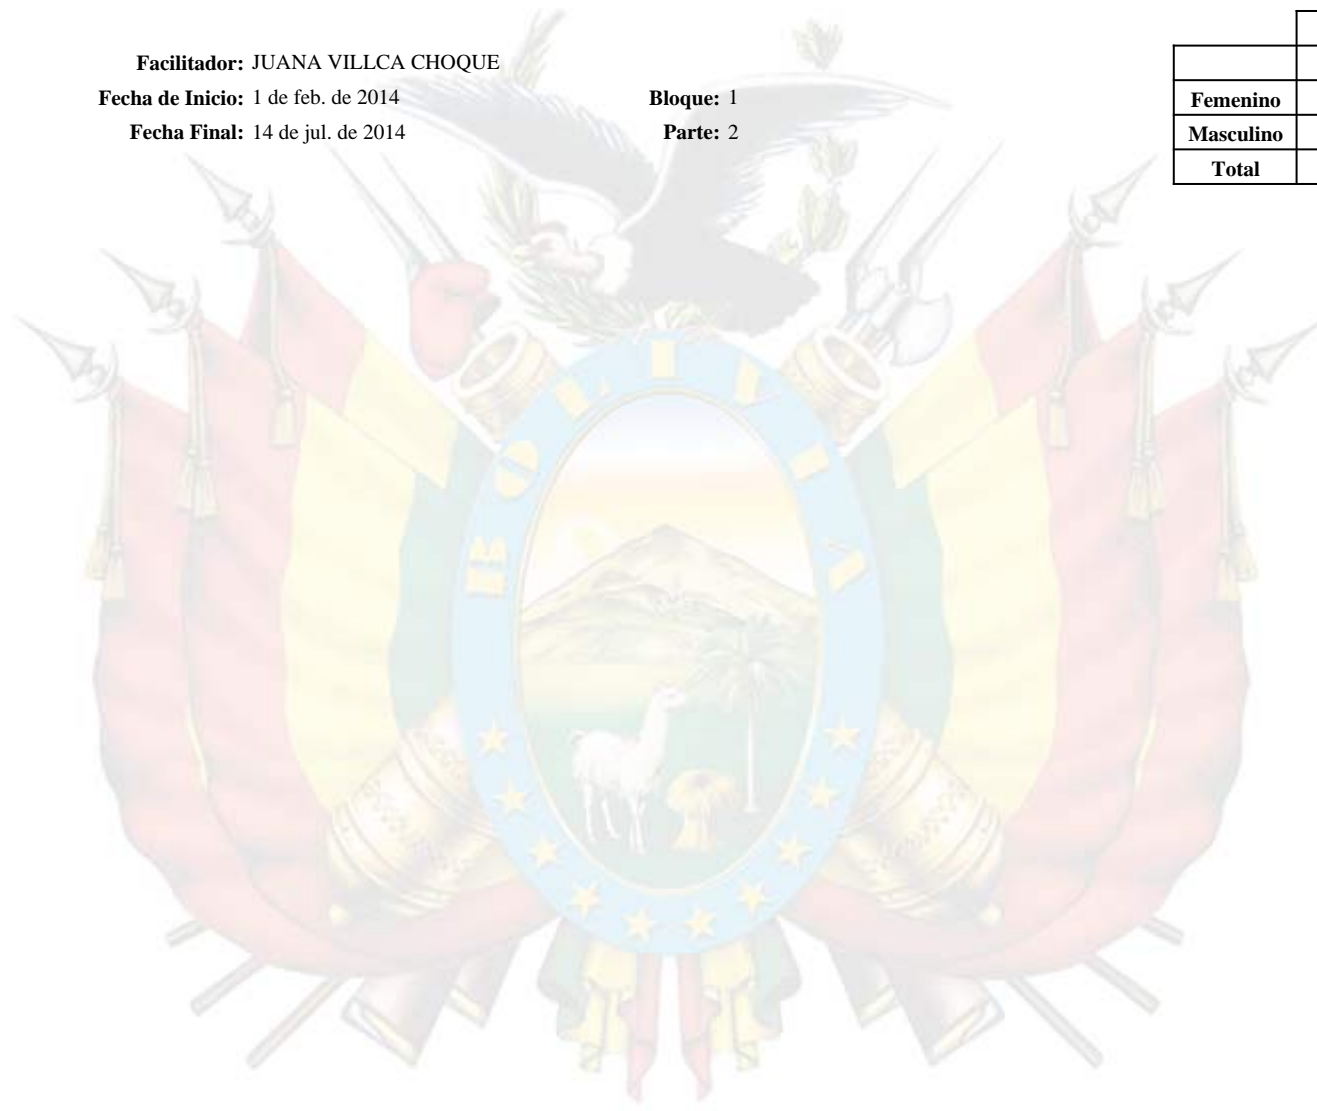 Facilitador: JUANA VILLCA CHOQUE
Fecha de Inicio: 1 de feb. de 2014 Bloque: 1
Fecha Final: 14 de jul. de 2014 Parte: 2
Femenino
Masculino
Total
BOLIVIA